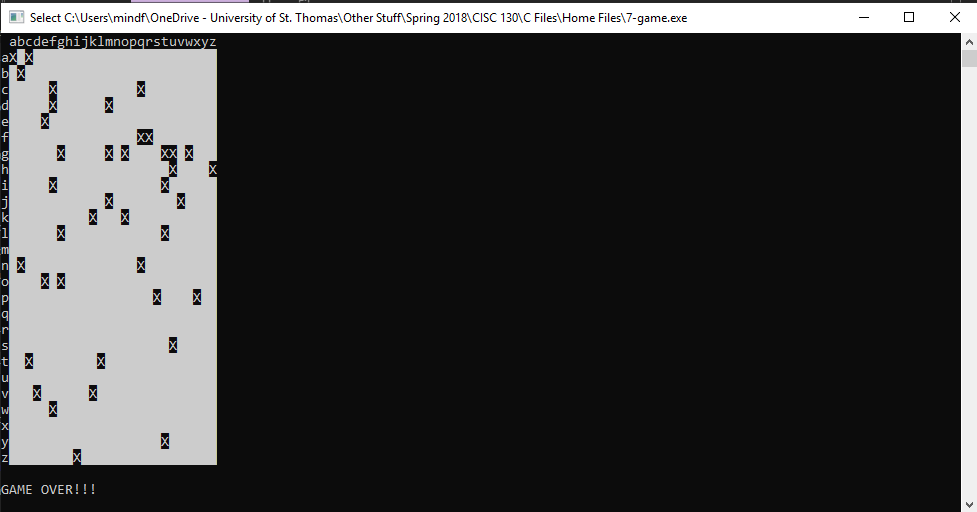 Select C:\Users\mindf\OneDrive - University of St. Thomas\Other Stuff\Spring 2018\CISC 130\C Files\Home Files\7-game.exe
 abcdefghijklmnopqrstuvwxyz
aX X
b X
c     X          X
d     X      X
e    X
f                XX
g      X     X X    XX X
h                    X    X
i     X             X
j            X        X
k          X   X
l      X            X
m
n X              X
o    X X
p                  X    X
q
r
s                    X
t  X        X
u
v   X      X
w     X
x
y                   X
z        X
GAME OVER!!!